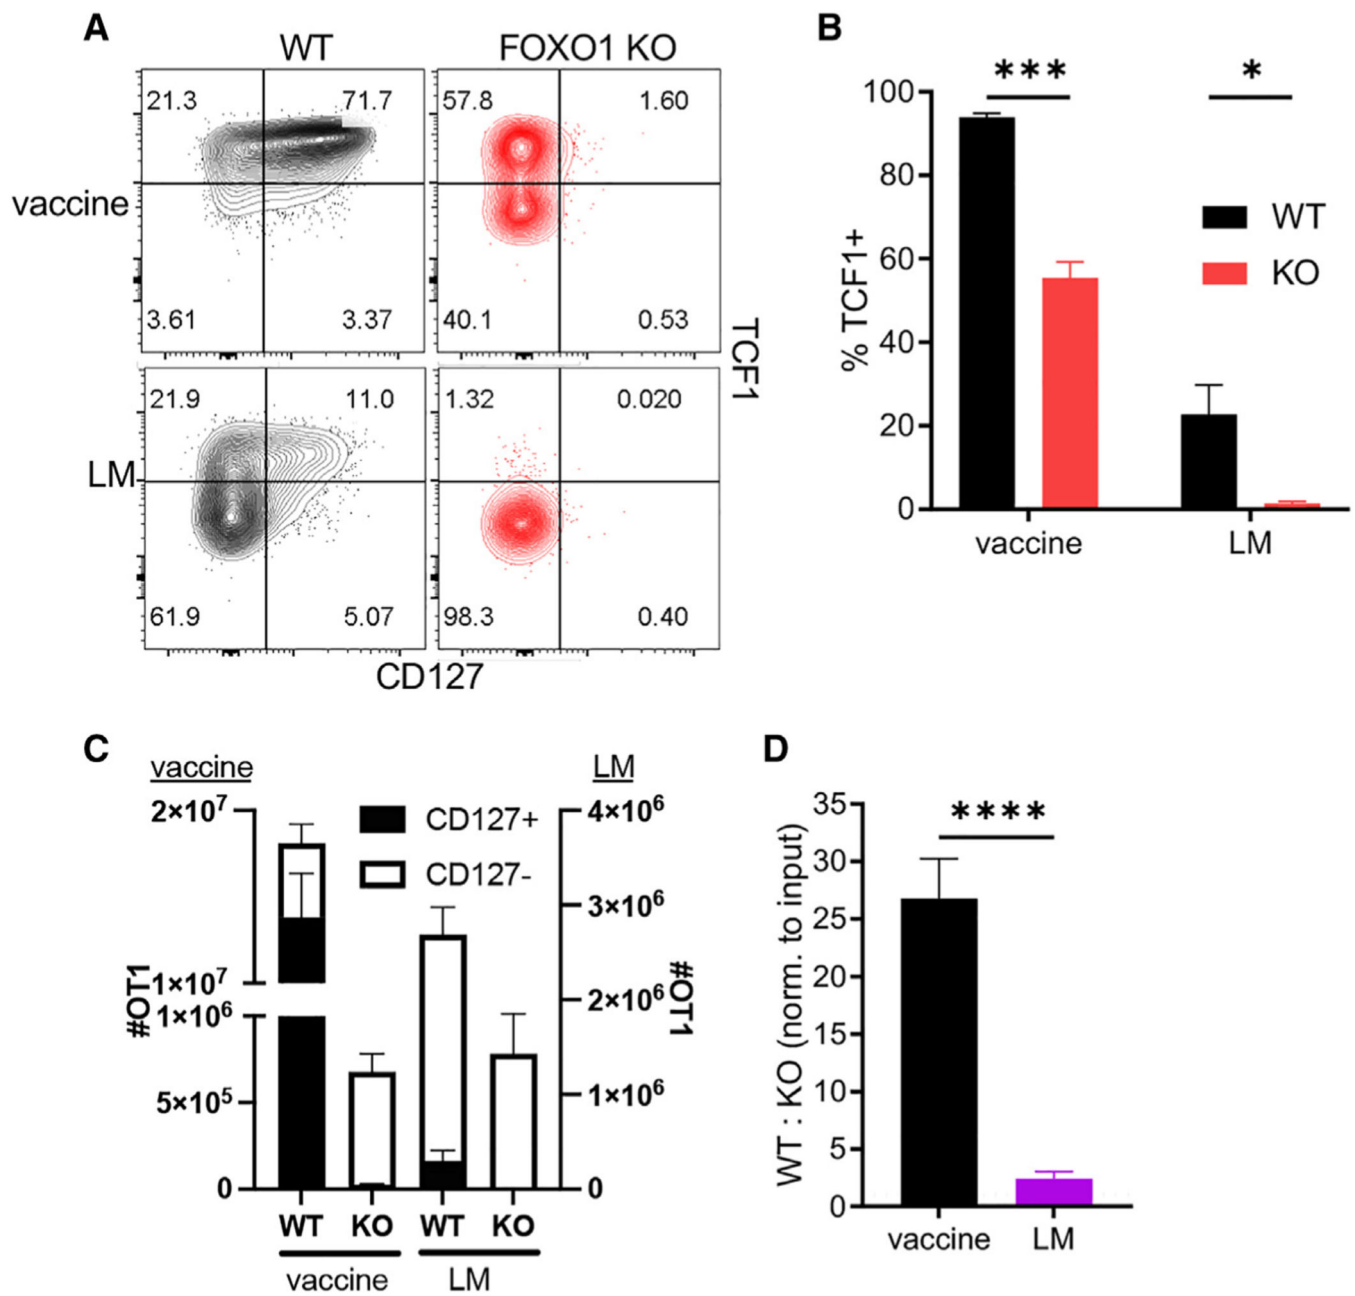 A
WT
FOXO1 KO
21.3
71.7
57.8
1.60
vaccine
3.61
3.37
40.1
0.53
TCF1
21.9
11.0
1.32
0.020
LM
61.9
5.07
98.3
0.40
CD127
B
***
*
100
80
60
40
20
0
% TCF1+
WT
KO
vaccine
LM
C
vaccine
LM
2×10⁷
1×10⁷
1×10⁶
5×10⁵
0
#OT1
CD127+
CD127-
4×10⁶
3×10⁶
2×10⁶
1×10⁶
0
#OT1
WT
KO
WT
KO
vaccine
LM
D
****
35
30
25
20
15
10
5
0
WT : KO (norm. to input)
vaccine
LM